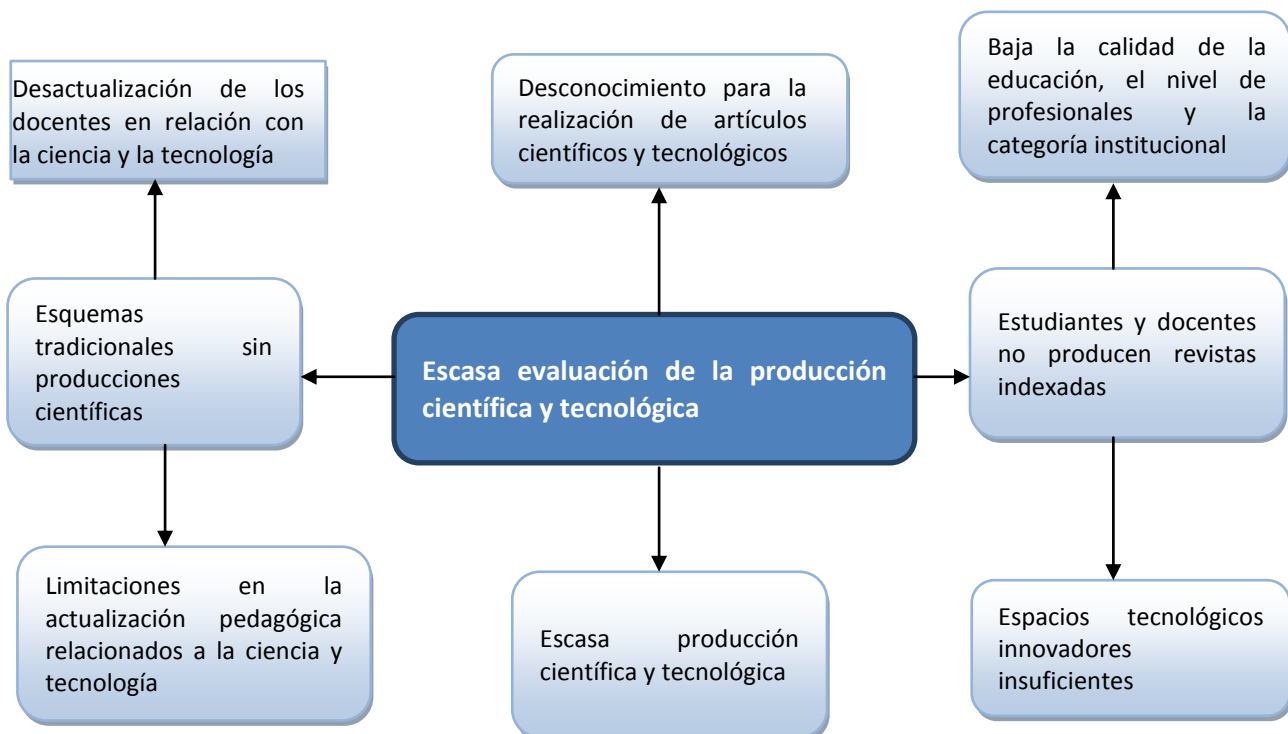 Desactualización de los
docentes en relación con
la ciencia y la tecnología
Desconocimiento para la
realización de artículos
científicos y tecnológicos
Baja la calidad de la
educación, el nivel de
profesionales y la
categoría institucional
Esquemas
tradicionales sin
producciones
científicas
Escasa evaluación de la producción
científica y tecnológica
Estudiantes y docentes
no producen revistas
indexadas
Limitaciones en la
actualización pedagógica
relacionados a la ciencia y
tecnología
Escasa producción
científica y tecnológica
Espacios tecnológicos
innovadores
insuficientes